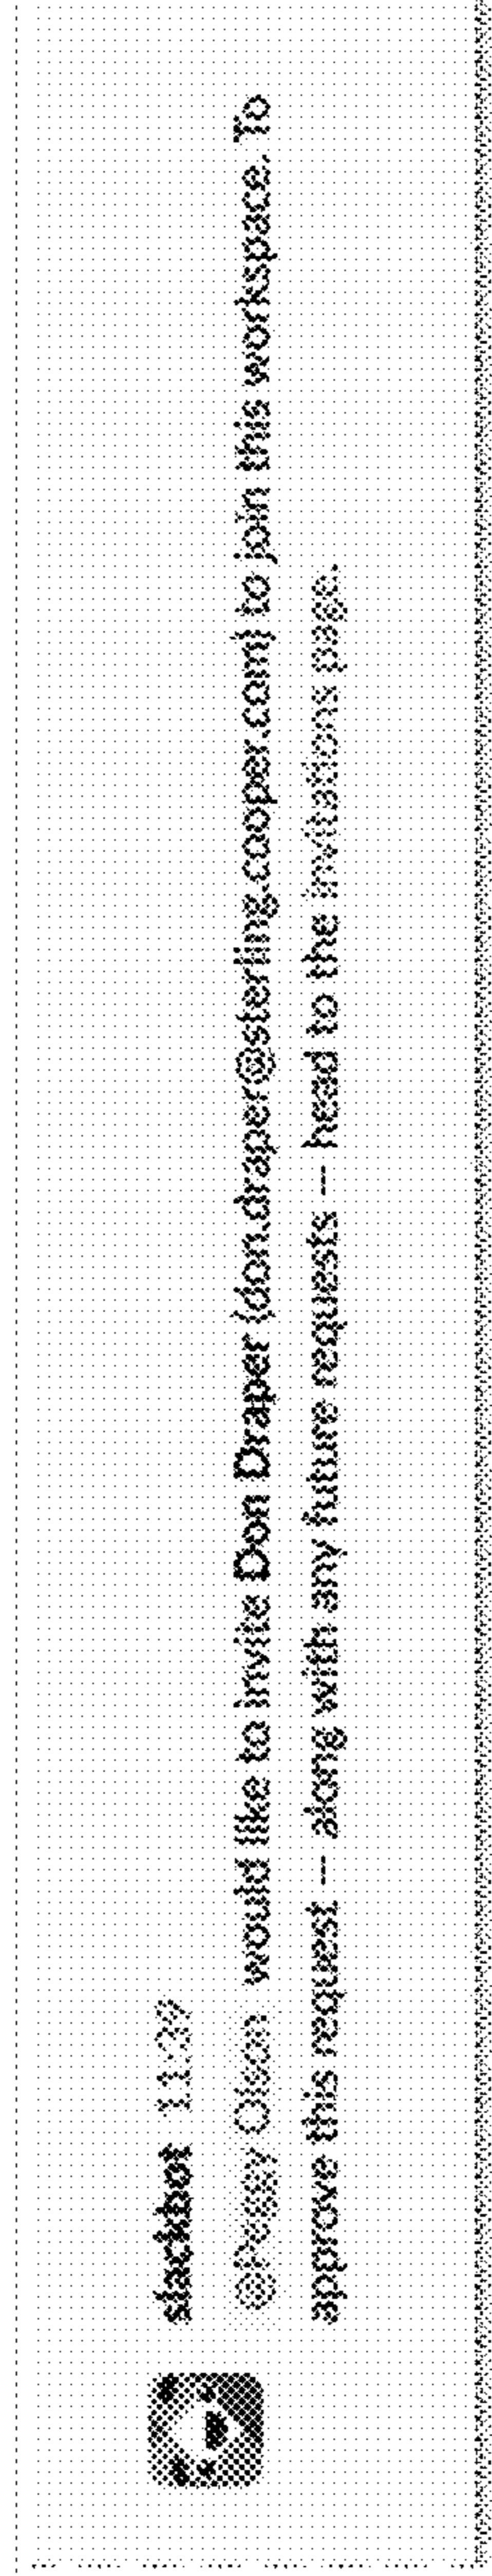 slackbot 11:39
@Peggy Olson would like to invite Don Draper (don.draper@sterling.cooper.com) to join this workspace. To
approve this request -- along with any future requests -- head to the invitations page.